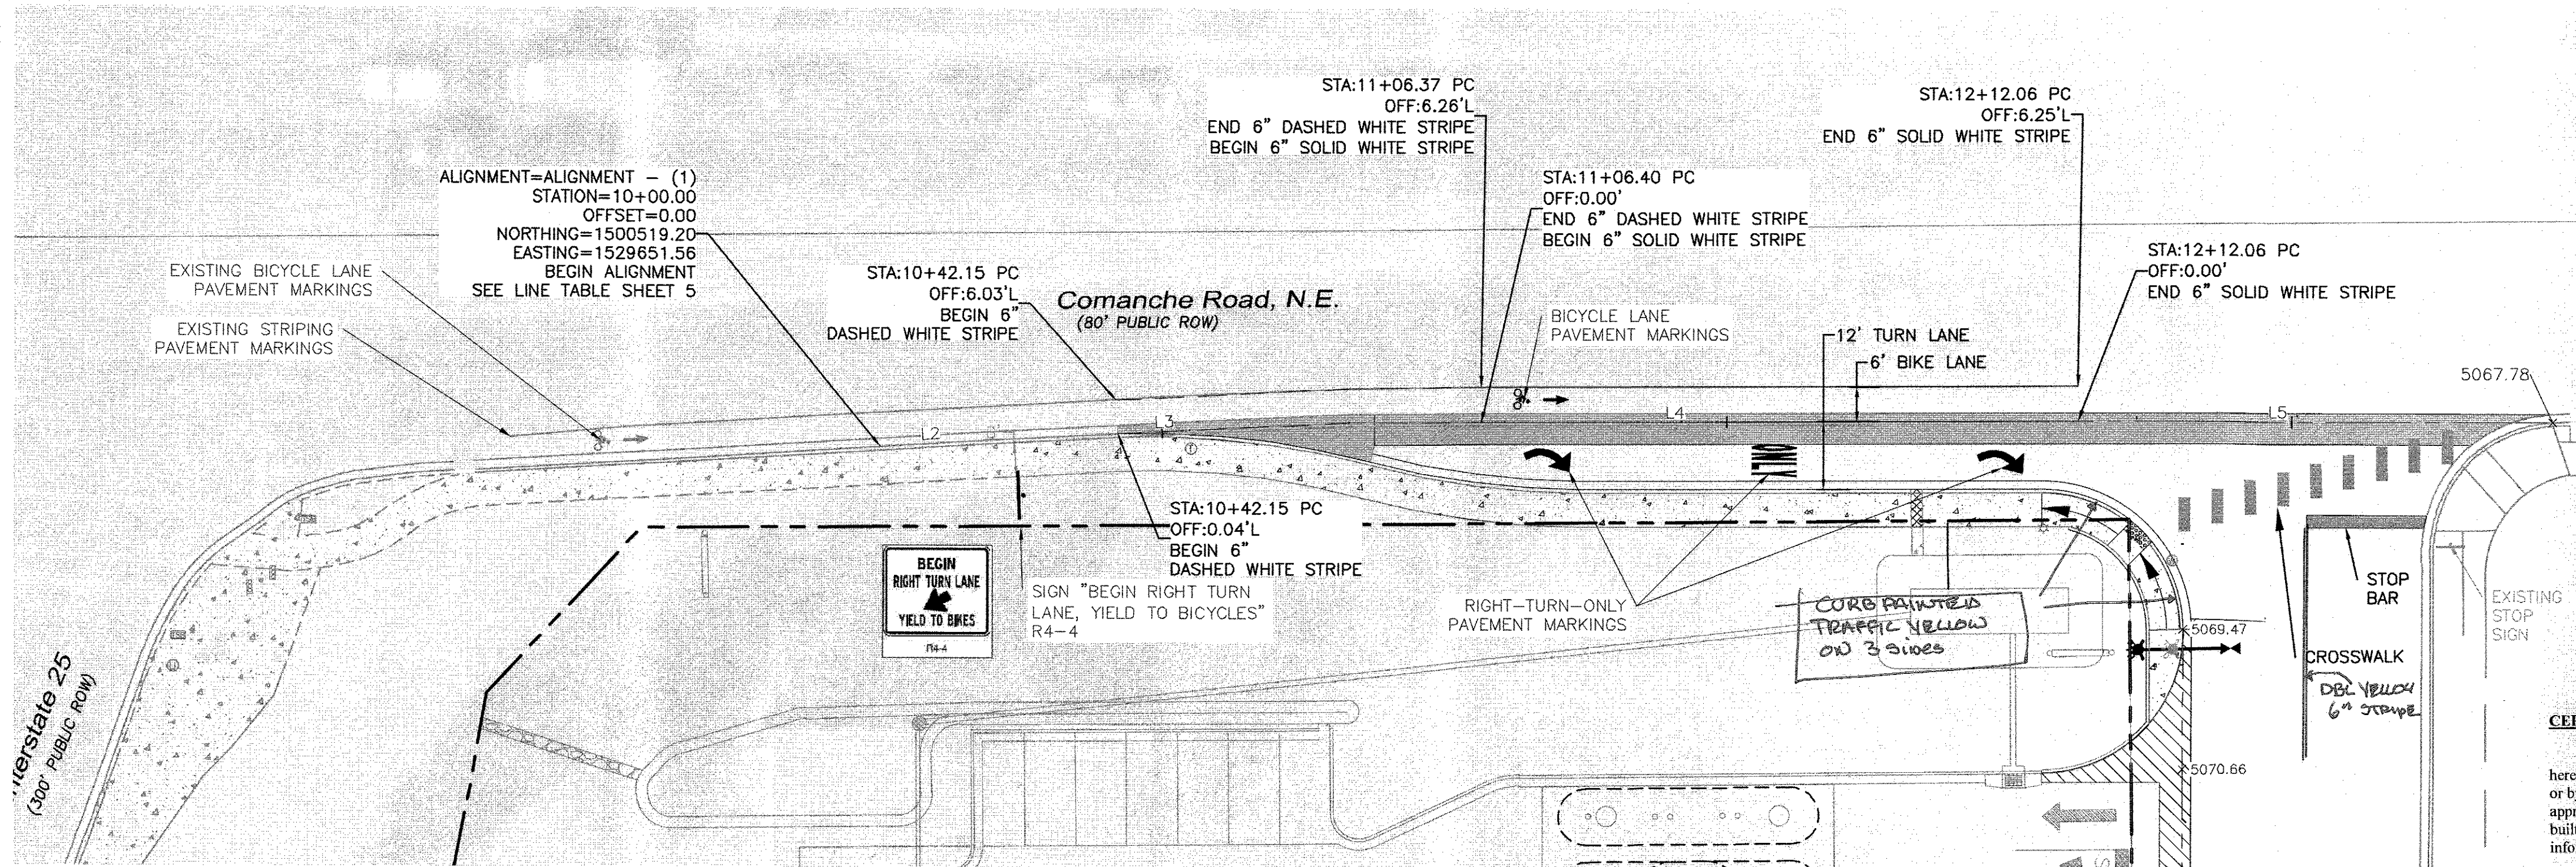 STA:11+06.37 PC
OFF:6.26'L
END 6" DASHED WHITE STRIPE
BEGIN 6" SOLID WHITE STRIPE
STA:12+12.06 PC
OFF:6.25'L
END 6" SOLID WHITE STRIPE
ALIGNMENT=ALIGNMENT - (1)
STATION=10+00.00
OFFSET=0.00
NORTHING=1500519.20
EASTING=1529651.56
BEGIN ALIGNMENT
SEE LINE TABLE SHEET 5
STA:11+06.40 PC
OFF:0.00'
END 6" DASHED WHITE STRIPE
BEGIN 6" SOLID WHITE STRIPE
STA:12+12.06 PC
OFF:0.00'
END 6" SOLID WHITE STRIPE
EXISTING BICYCLE LANE
PAVEMENT MARKINGS
EXISTING STRIPING
PAVEMENT MARKINGS
STA:10+42.15 PC
OFF:6.03'L
BEGIN 6"
DASHED WHITE STRIPE
Comanche Road, N.E.
(80' PUBLIC ROW)
BICYCLE LANE
PAVEMENT MARKINGS
12' TURN LANE
6' BIKE LANE
5067.78
L2
L3
L4
L5
ONLY
STA:10+42.15 PC
OFF:0.04'L
BEGIN 6"
DASHED WHITE STRIPE
BEGIN
RIGHT TURN LANE
YIELD TO BIKES
R4-4
SIGN "BEGIN RIGHT TURN
LANE, YIELD TO BICYCLES"
R4-4
RIGHT-TURN-ONLY
PAVEMENT MARKINGS
CURB PAINTED
TRAFFIC YELLOW
ON 3 SIDES
STOP
BAR
EXISTING
STOP
SIGN
5069.47
CROSSWALK
DBL YELLOW
6" STRIPE
5070.66
Interstate 25
(300' PUBLIC ROW)
S